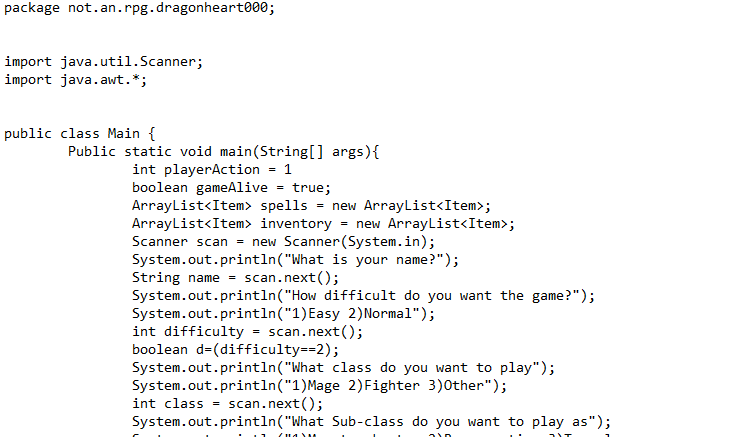 package not.an.rpg.dragonheart000;
import java.util.Scanner;
import java.awt.*;
public class Main {
Public static void main(String[] args){
int playerAction = 1
boolean gameAlive = true;
ArrayList<Item> spells = new ArrayList<Item>;
ArrayList<Item> inventory = new ArrayList<Item>;
Scanner scan = new Scanner(System.in);
System.out.println("What is your name?");
String name = scan.next();
System.out.println("How difficult do you want the game?");
System.out.println("1)Easy 2)Normal");
int difficulty = scan.next();
boolean d=(difficulty==2);
System.out.println("What class do you want to play");
System.out.println("1)Mage 2)Fighter 3)Other");
int class = scan.next();
System.out.println("What Sub-class do you want to play as");